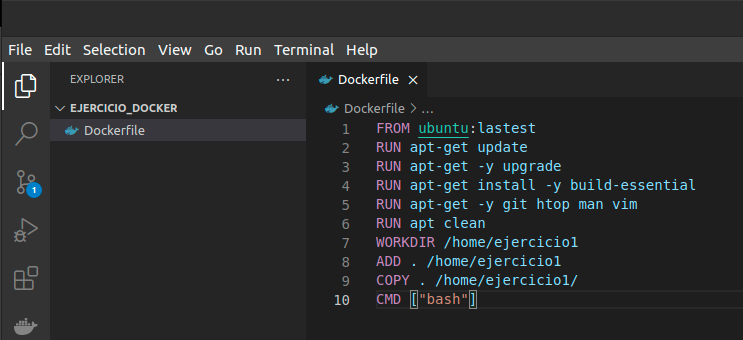 File Edit Selection View Go Run Terminal Help
EXPLORER ...
EJERCICIO_DOCKER
Dockerfile
1
Dockerfile ×
Dockerfile > ...
1 FROM ubuntu:lastest
2 RUN apt-get update
3 RUN apt-get -y upgrade
4 RUN apt-get install -y build-essential
5 RUN apt-get -y git htop man vim
6 RUN apt clean
7 WORKDIR /home/ejercicio1
8 ADD . /home/ejercicio1
9 COPY . /home/ejercicio1/
10 CMD ["bash"]